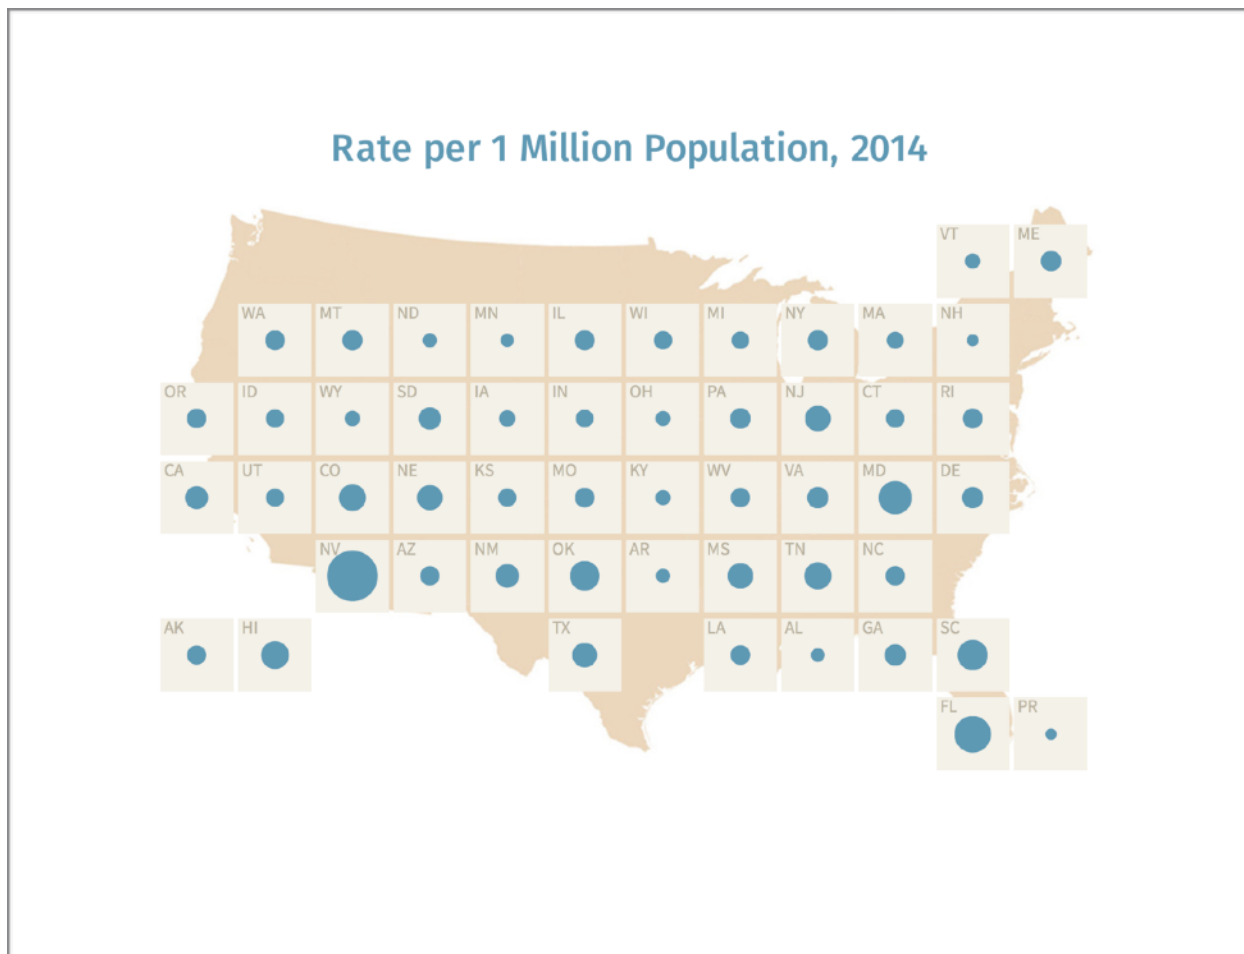 Rate per 1 Million Population, 2014
VT ME
WA MT ND MN IL WI MI NY MA NH
OR ID WY SD IA IN OH PA NJ CT RI
CA UT CO NE KS MO KY WV VA MD DE
NV AZ NM OK AR MS TN NC
AK HI TX LA AL GA SC
FL PR